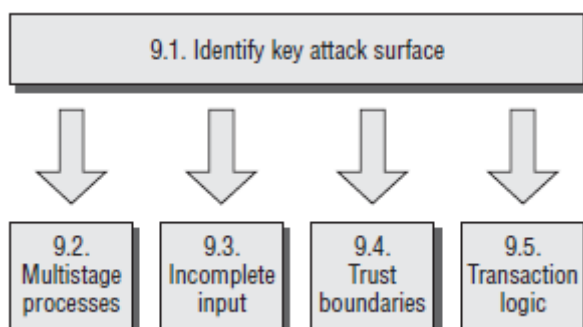 9.1. Identify key attack surface
9.2.
Multistage
processes
9.3.
Incomplete
input
9.4.
Trust
boundaries
9.5.
Transaction
logic